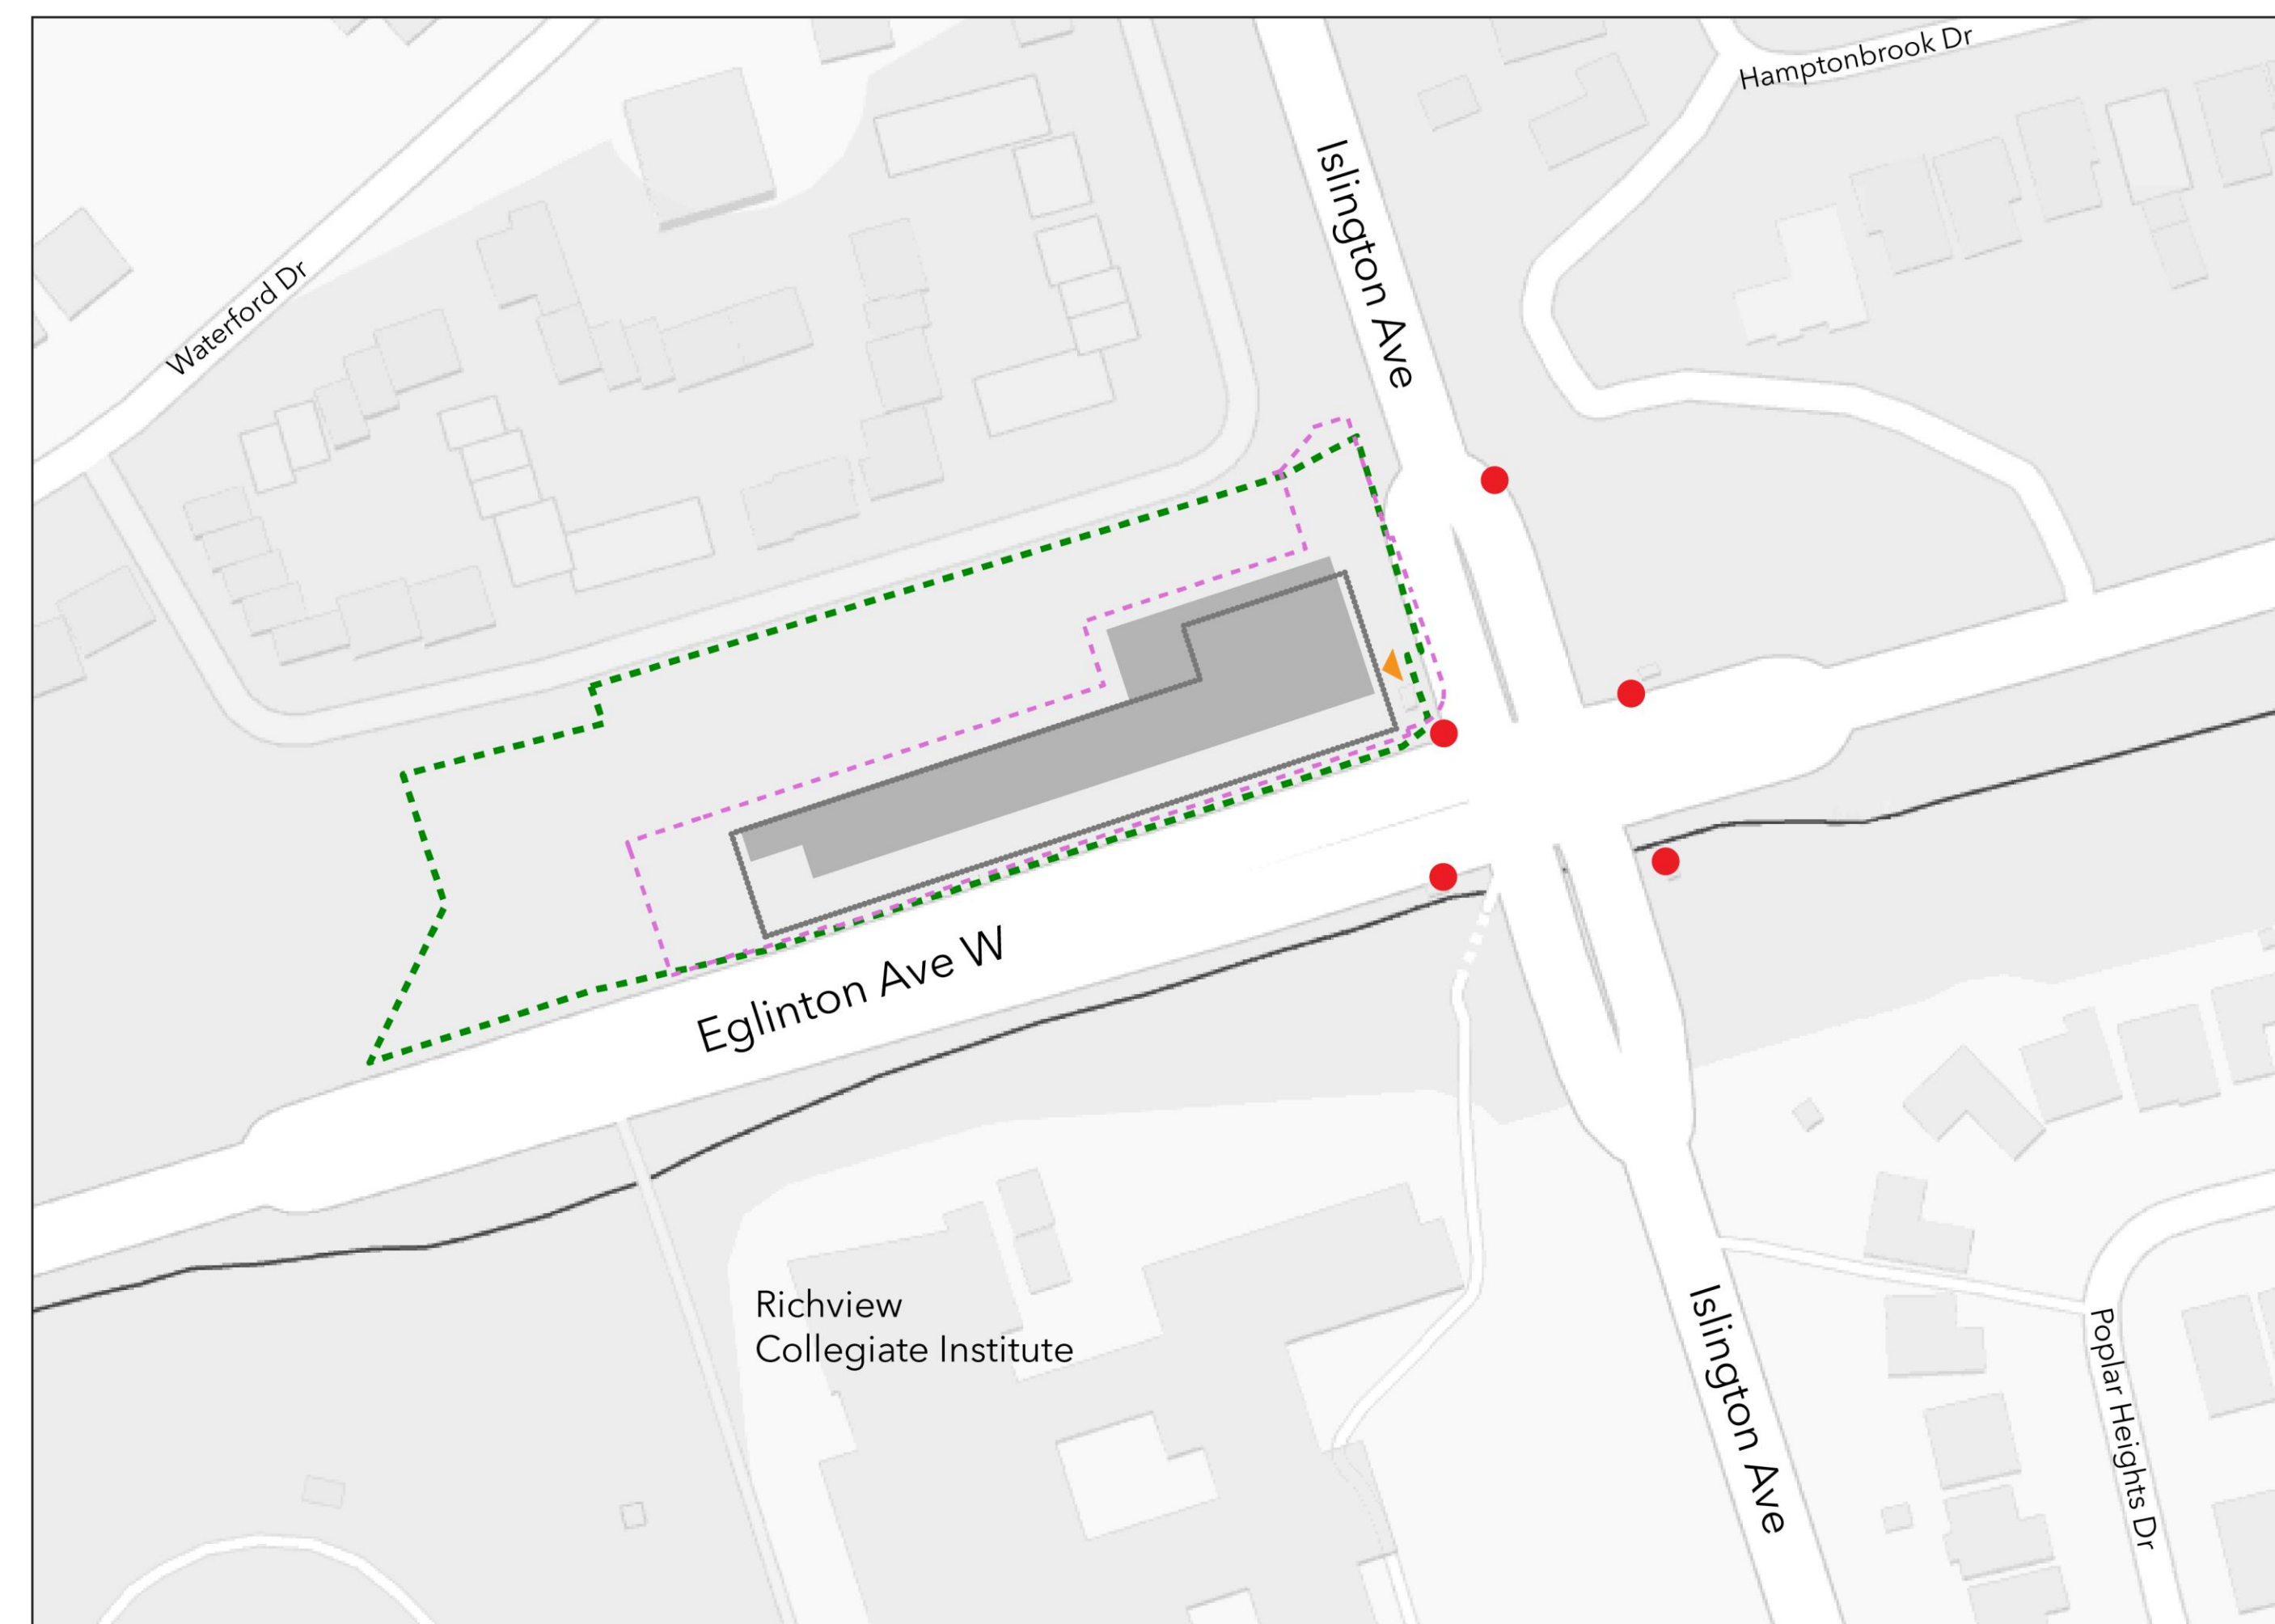 Hamptonbrook Dr
Islington Ave
Waterford Dr
Eglinton Ave W
Richview
Collegiate Institute
Islington Ave
Poplar Heights Dr